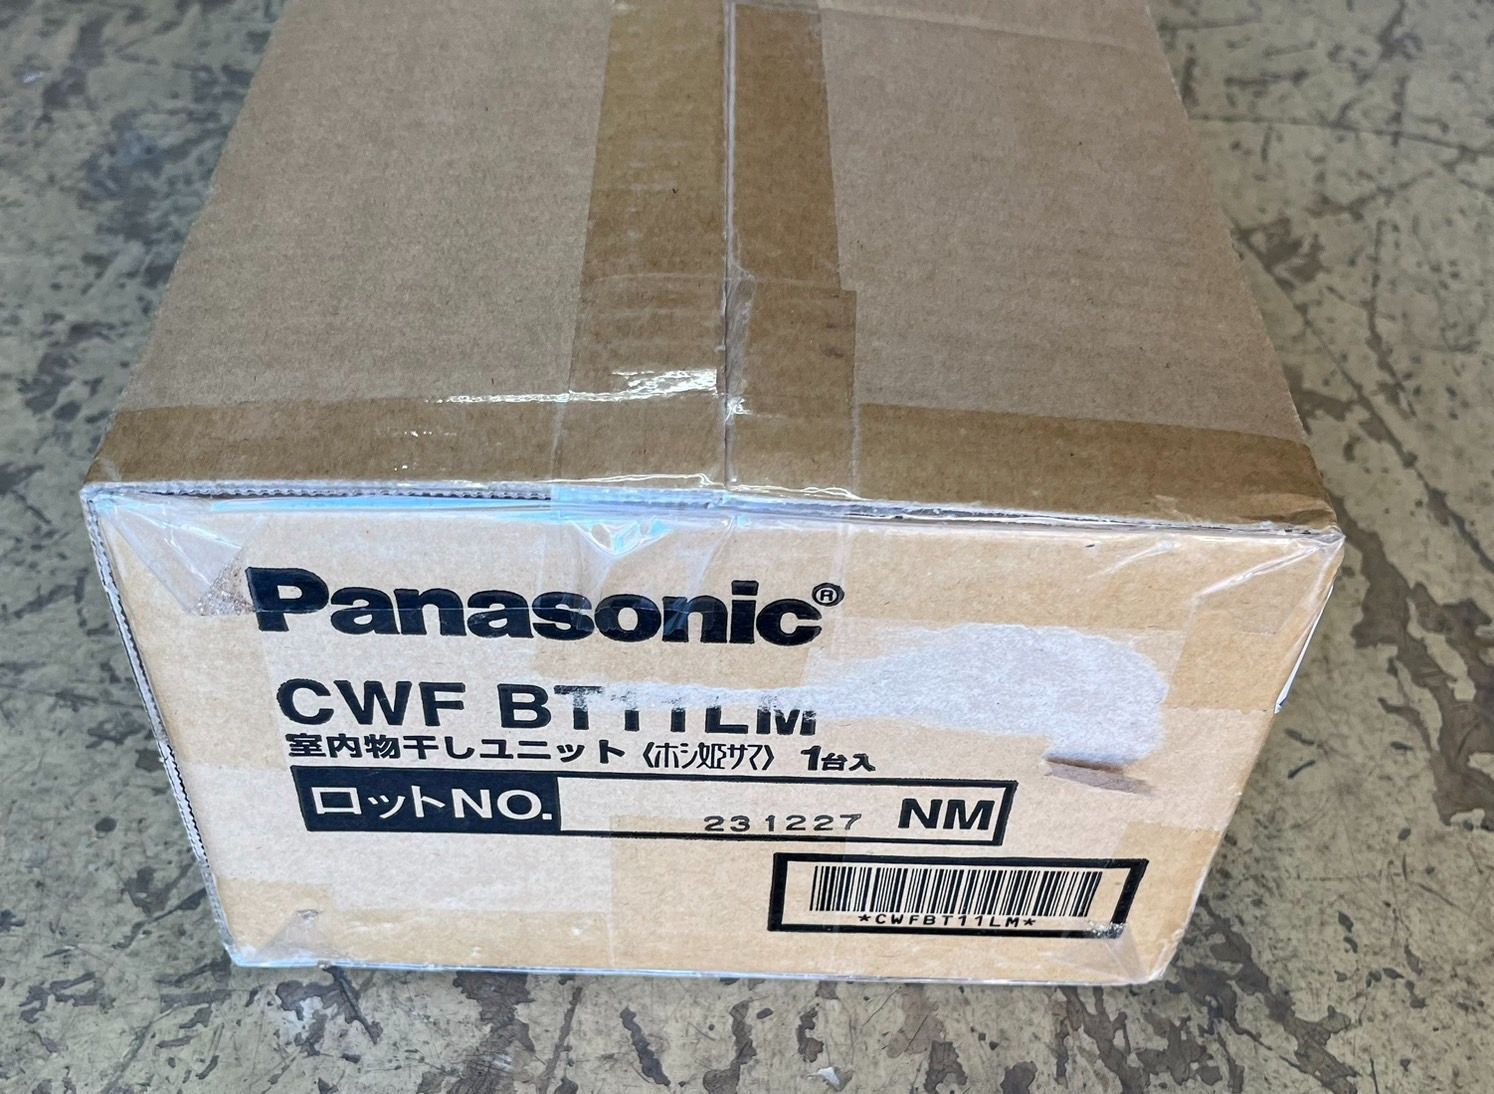 Panasonic®
CWF BT11LM
室内物干しユニット〈ホシ姫サマ〉 1台入
ロットNO. 231227 NM
*CWFBT11LM*